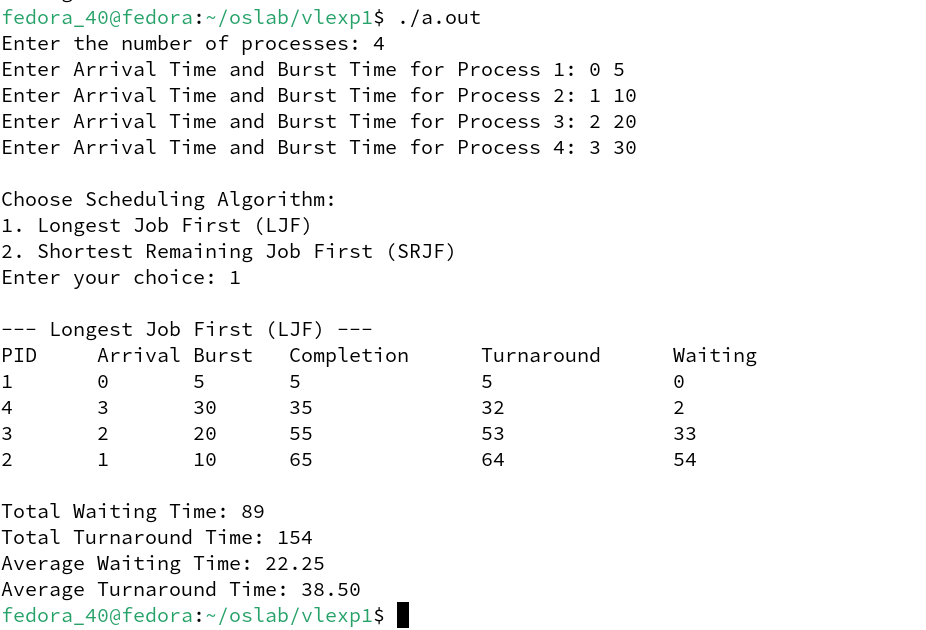 fedora_40@fedora:~/oslab/vlexp1$ ./a.out
Enter the number of processes: 4
Enter Arrival Time and Burst Time for Process 1: 0 5
Enter Arrival Time and Burst Time for Process 2: 1 10
Enter Arrival Time and Burst Time for Process 3: 2 20
Enter Arrival Time and Burst Time for Process 4: 3 30
Choose Scheduling Algorithm:
1. Longest Job First (LJF)
2. Shortest Remaining Job First (SRJF)
Enter your choice: 1
--- Longest Job First (LJF) ---
PID     Arrival Burst   Completion      Turnaround      Waiting
1       0       5       5               5               0
4       3       30      35              32              2
3       2       20      55              53              33
2       1       10      65              64              54
Total Waiting Time: 89
Total Turnaround Time: 154
Average Waiting Time: 22.25
Average Turnaround Time: 38.50
fedora_40@fedora:~/oslab/vlexp1$